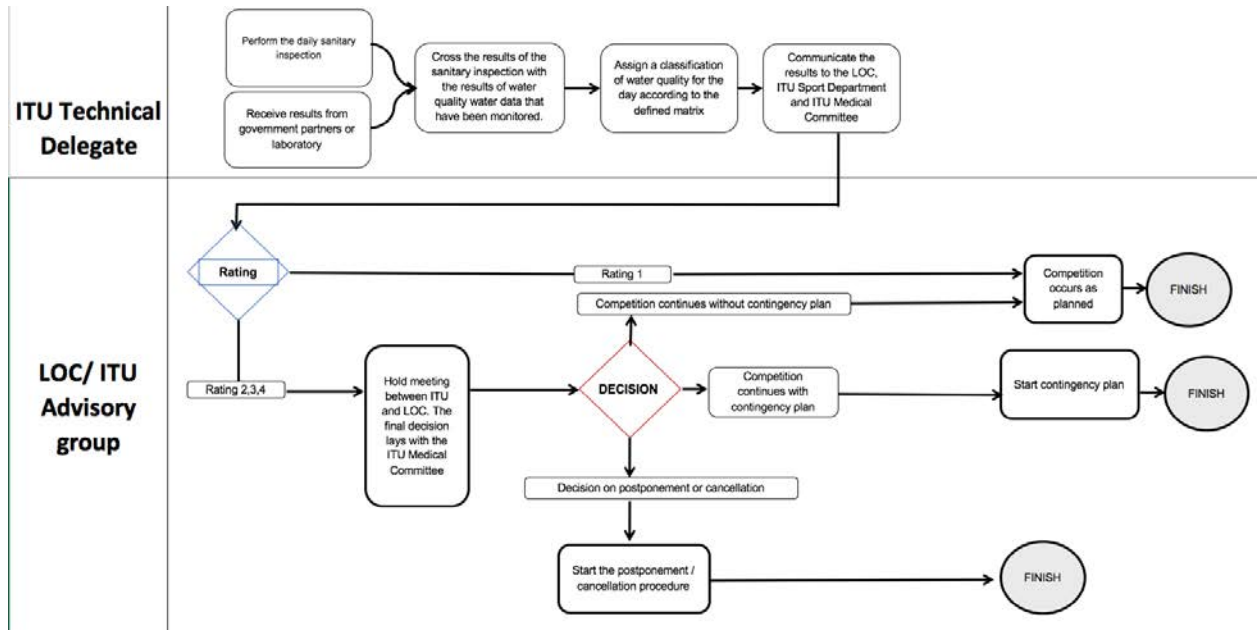 ITU Technical
Delegate
Perform the daily sanitary
inspection
Receive results from
government partners or
laboratory
Cross the results of the
sanitary inspection with
the results of water
quality water data that
have been monitored.
Assign a classification
of water quality for the
day according to the
defined matrix
Communicate the
results to the LOC,
ITU Sport Department
and ITU Medical
Committee
LOC/ ITU
Advisory
group
Rating
Rating 1
Competition
occurs as
planned
FINISH
Competition continues without contingency plan
Rating 2,3,4
Hold meeting
between ITU
and LOC. The
final decision
lays with the
ITU Medical
Committee
DECISION
Competition
continues with
contingency plan
Start contingency plan
FINISH
Decision on postponement or cancellation
Start the postponement /
cancellation procedure
FINISH